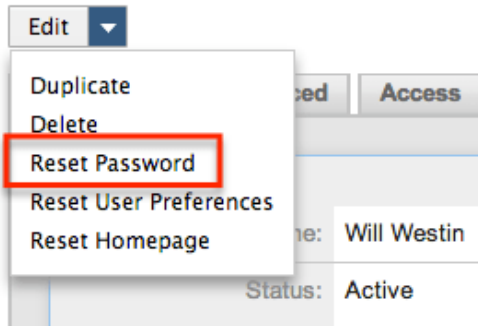 Edit
Duplicate
Delete
Reset Password
Reset User Preferences
Reset Homepage
Access
Will Westin
Status: Active